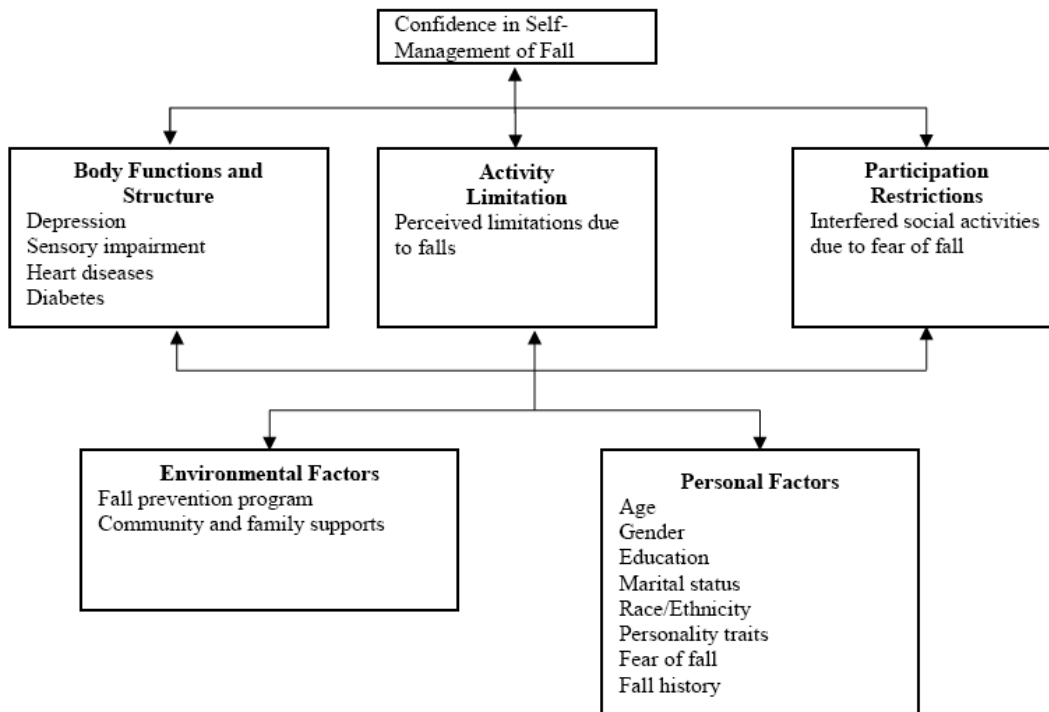 Confidence in Self-
Management of Fall
Body Functions and
Structure
Depression
Sensory impairment
Heart diseases
Diabetes
Activity
Limitation
Perceived limitations due
to falls
Participation
Restrictions
Interfered social activities
due to fear of fall
Environmental Factors
Fall prevention program
Community and family supports
Personal Factors
Age
Gender
Education
Marital status
Race/Ethnicity
Personality traits
Fear of fall
Fall history